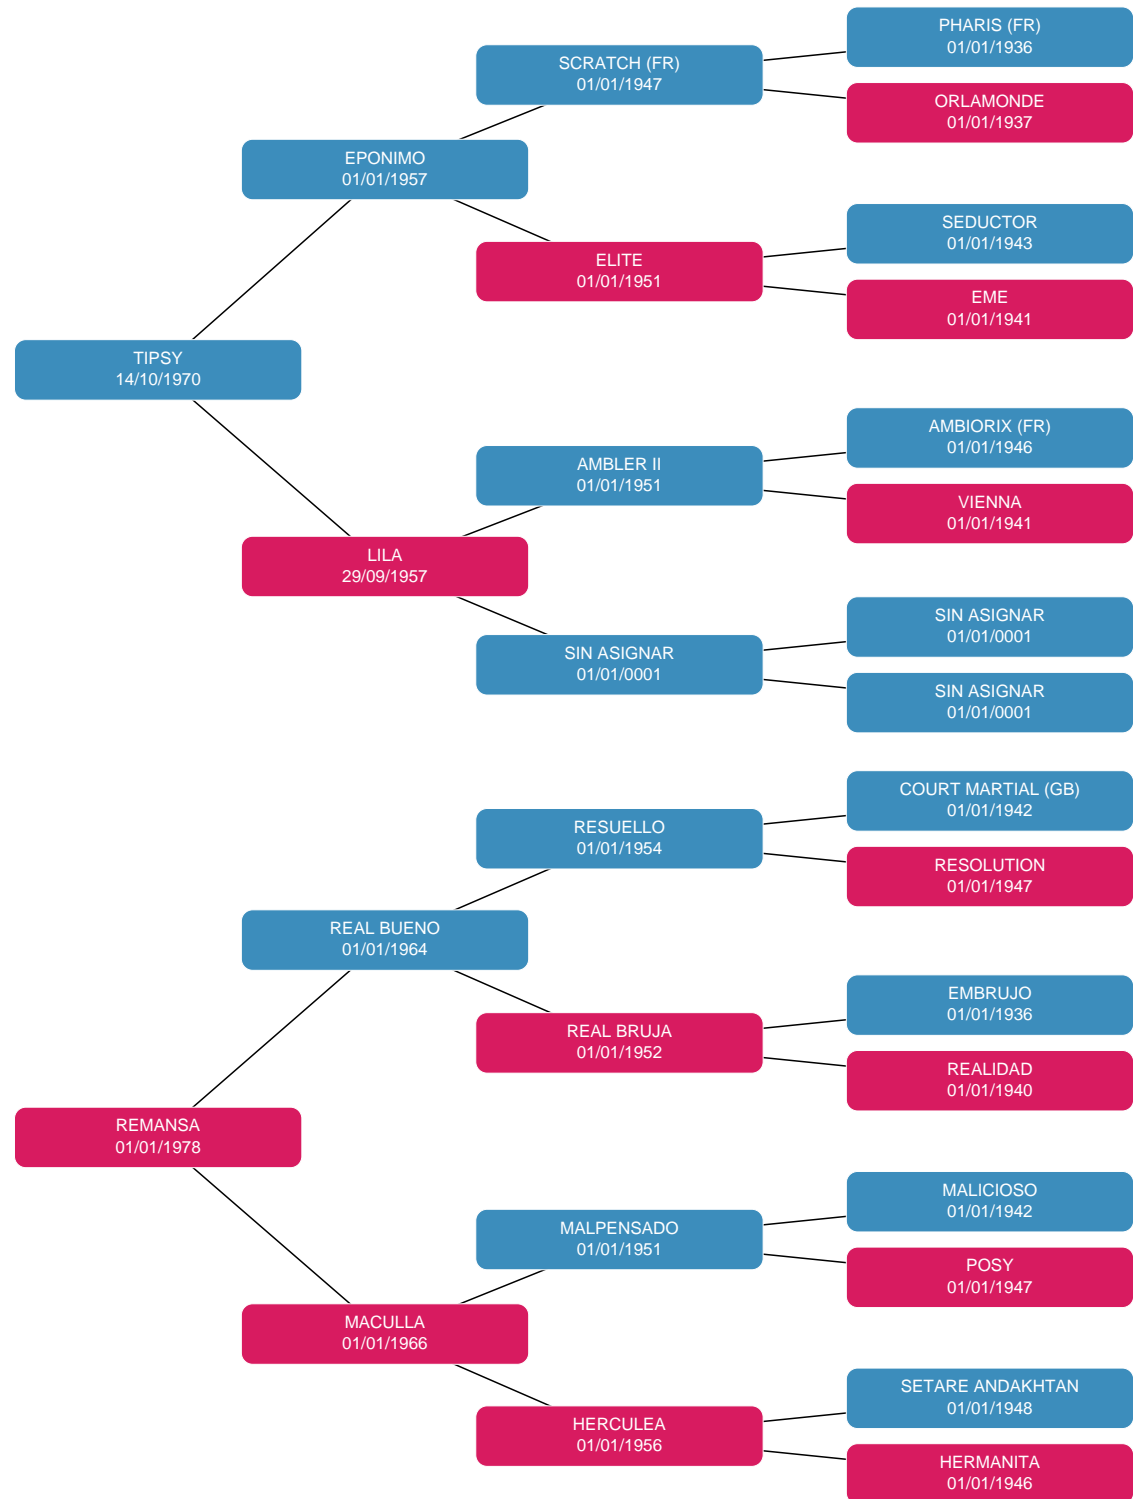 PHARIS (FR)
01/01/1936
SCRATCH (FR)
01/01/1947
ORLAMONDE
01/01/1937
EPONIMO
01/01/1957
SEDUCTOR
01/01/1943
ELITE
01/01/1951
EME
01/01/1941
TIPSY
14/10/1970
AMBIORIX (FR)
01/01/1946
AMBLER II
01/01/1951
VIENNA
01/01/1941
LILA
29/09/1957
SIN ASIGNAR
01/01/0001
SIN ASIGNAR
01/01/0001
SIN ASIGNAR
01/01/0001
COURT MARTIAL (GB)
01/01/1942
RESUELLO
01/01/1954
RESOLUTION
01/01/1947
REAL BUENO
01/01/1964
EMBRUJO
01/01/1936
REAL BRUJA
01/01/1952
REALIDAD
01/01/1940
REMANSA
01/01/1978
MALICIOSO
01/01/1942
MALPENSADO
01/01/1951
POSY
01/01/1947
MACULLA
01/01/1966
SETARE ANDAKHTAN
01/01/1948
HERCULEA
01/01/1956
HERMANITA
01/01/1946